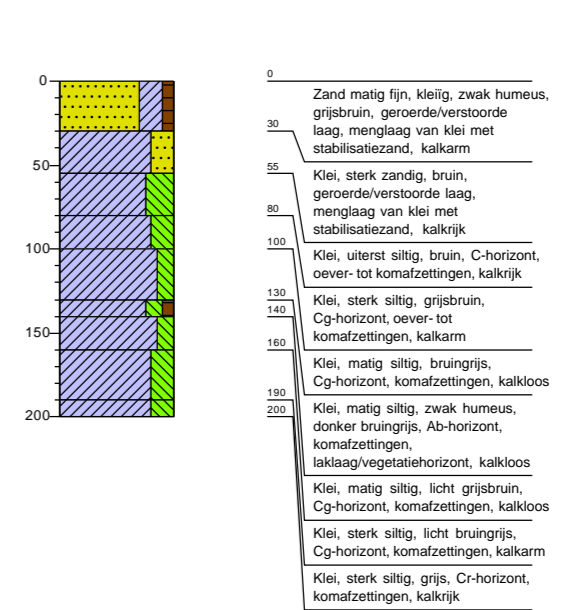 0
50
100
150
200
0
Zand matig fijn, kleiïg, zwak humeus,
grijsbruin, geroerde/verstoorde
laag, menglaag van klei met
stabilisatiezand, kalkarm
30
Klei, sterk zandig, bruin,
geroerde/verstoorde laag,
menglaag van klei met
stabilisatiezand, kalkrijk
55
Klei, uiterst siltig, bruin, C-horizont,
oever- tot komafzettingen, kalkrijk
80
Klei, sterk siltig, grijsbruin,
Cg-horizont, oever- tot
komafzettingen, kalkarm
100
Klei, matig siltig, bruingrijs,
Cg-horizont, komafzettingen, kalkloos
130
Klei, matig siltig, zwak humeus,
donker bruingrijs, Ab-horizont,
komafzettingen,
laklaag/vegetatiehorizont, kalkloos
140
Klei, matig siltig, licht grijsbruin,
Cg-horizont, komafzettingen, kalkloos
160
Klei, sterk siltig, licht bruingrijs,
Cg-horizont, komafzettingen, kalkarm
190
Klei, sterk siltig, grijs, Cr-horizont,
komafzettingen, kalkrijk
200